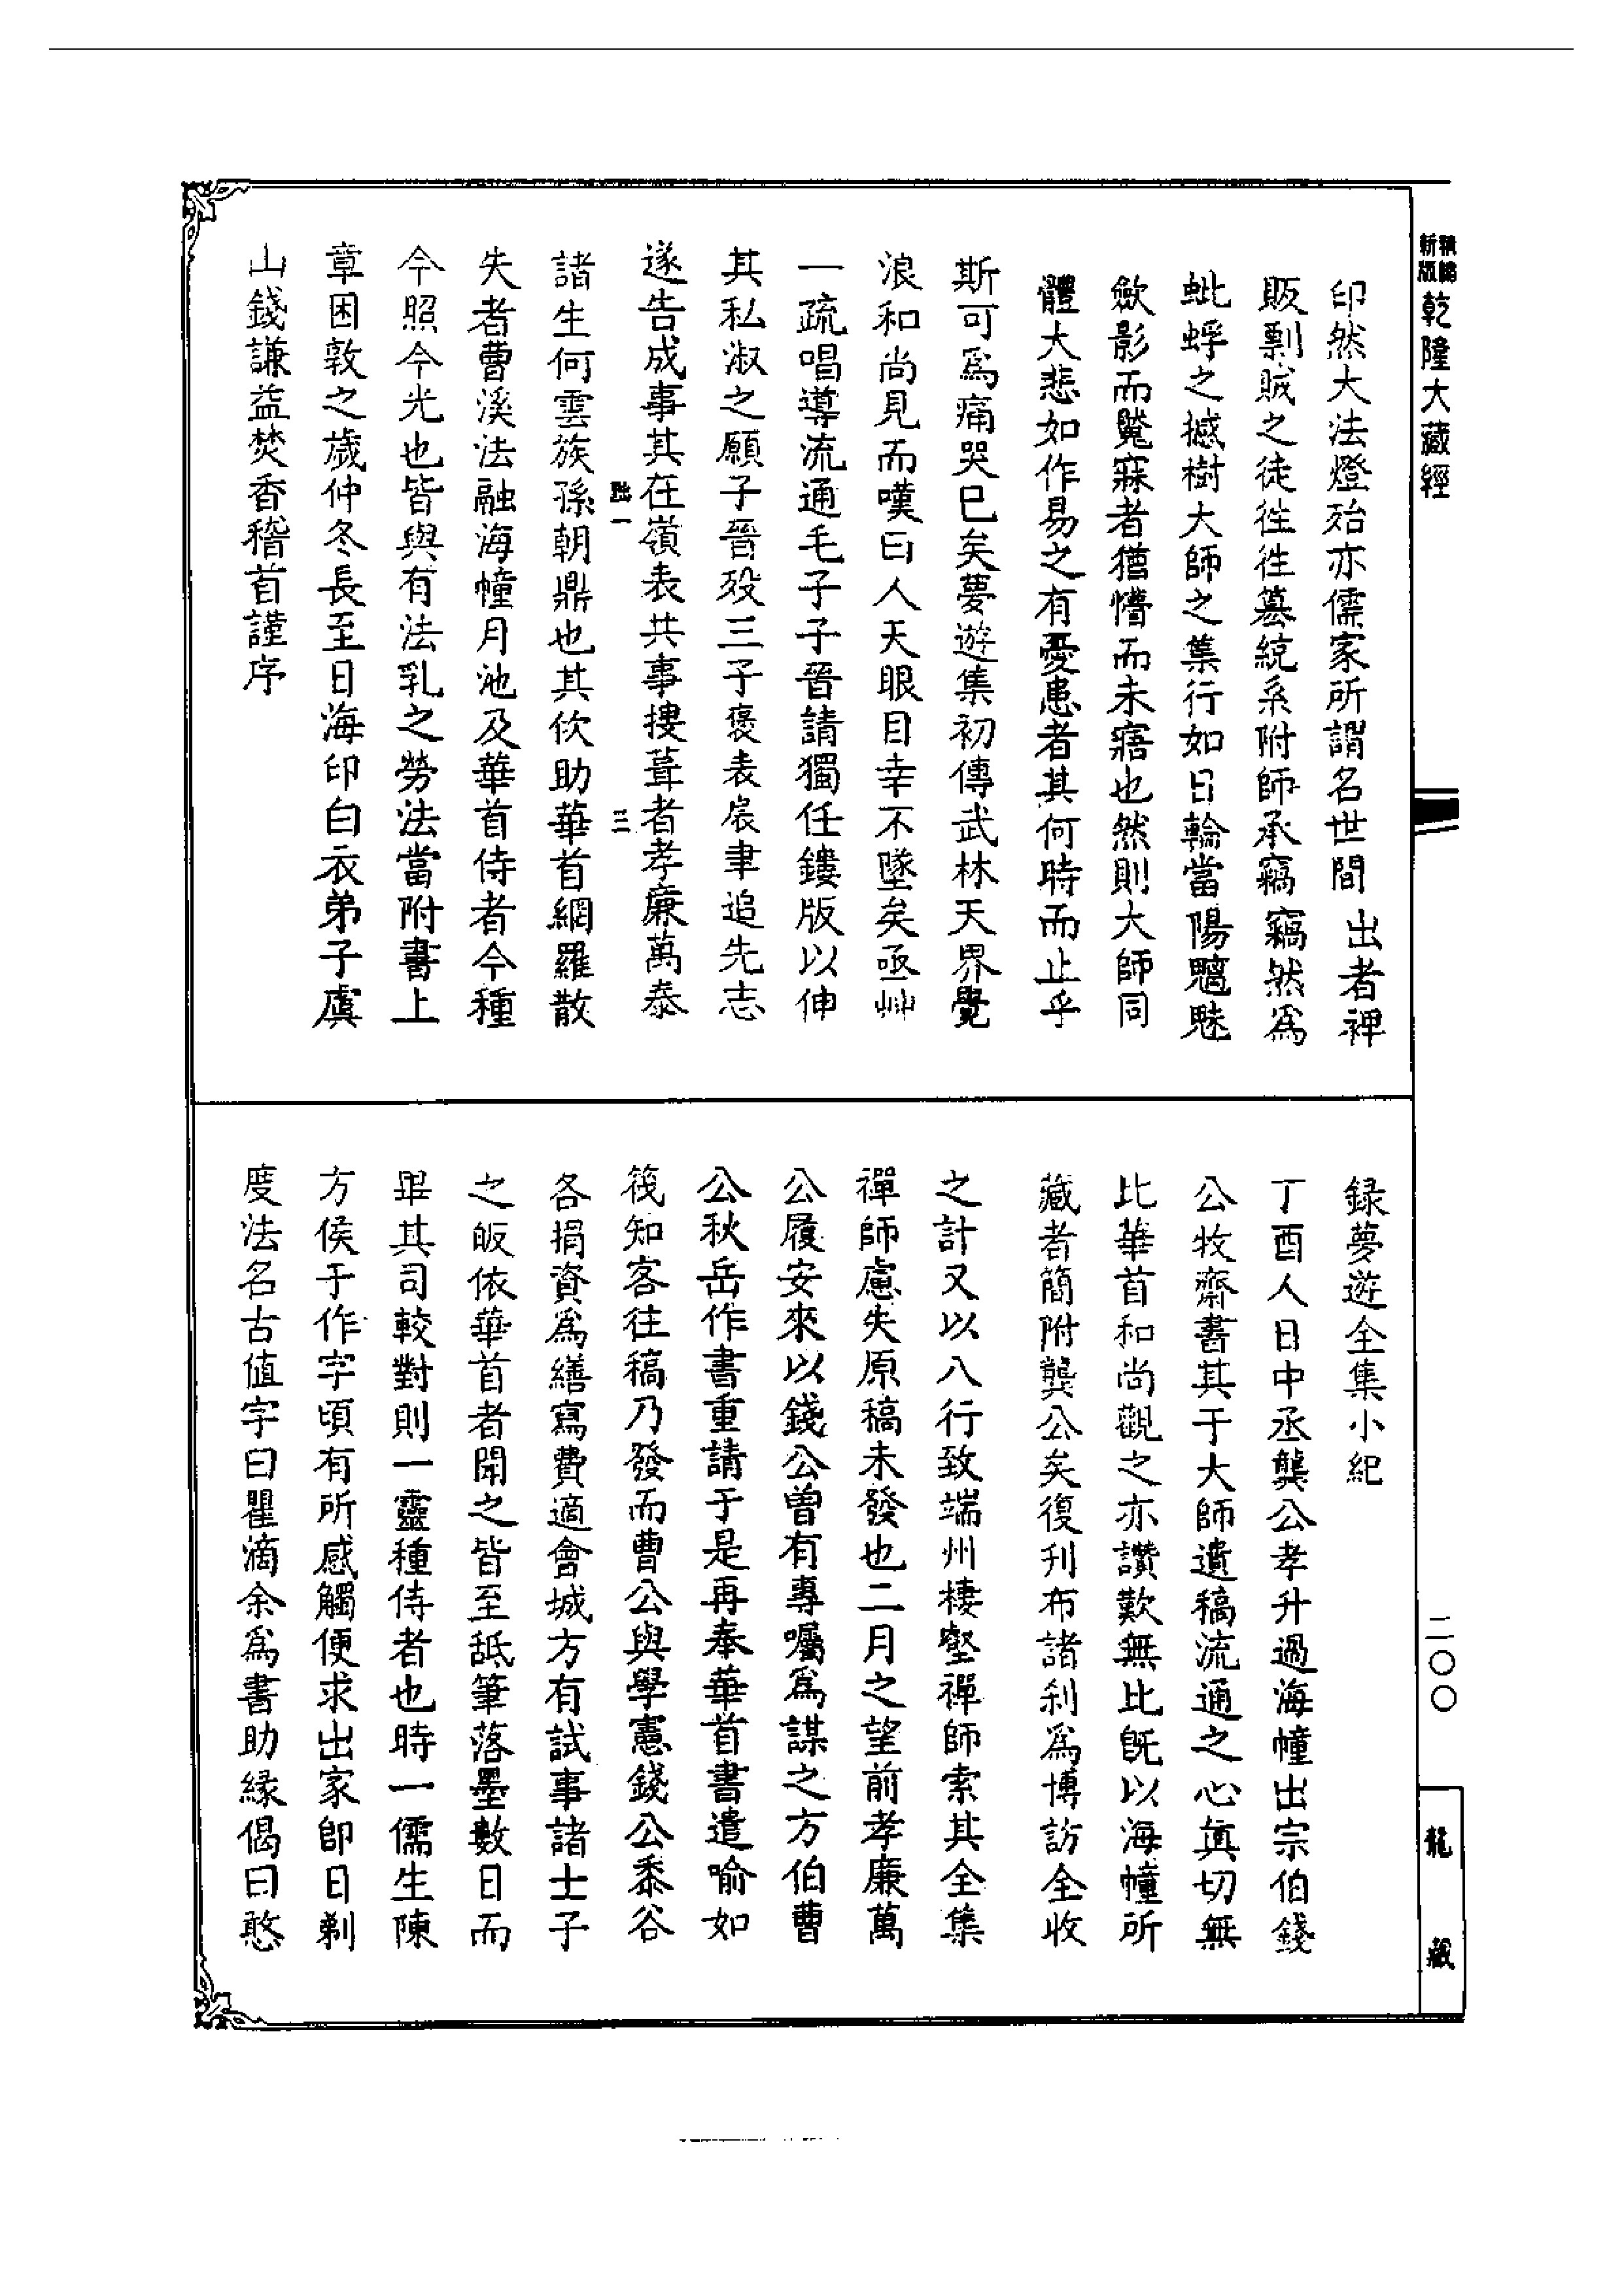 新版精縮乾隆大藏經
印然大法燈殆亦儒家所謂名世間出者裨
販剽賊之徒徃徃篡統系附師承竊竊然為
蚍蜉之撼樹大師之集行如日輪當陽魑魅
歛影而魘寐者猶懵而未寤也然則大師同
體大悲如作易之有憂患者其何時而止乎
斯可為痛哭巳矣夢遊集初傳武林天界覺
浪和尚見而嘆曰人天眼目幸不墜矣亟艸
一疏唱導流通毛子子晉請獨任鏤版以伸
其私淑之願子晉歿三子褒表扆聿追先志
遂告成事其在嶺表共事摟葺者孝廉萬泰
諸生何雲族孫朝鼎也其佽助華首網羅散
失者曹溪法融海幢月池及華首侍者今種
今照今光也皆與有法乳之勞法當附書上
章困敦之歲仲冬長至日海印白衣弟子虞
山錢謙益焚香稽首謹序
一
三
録夢遊全集小紀
丁酉人日中丞龔公孝升過海幢出宗伯錢
公牧齋書其于大師遺稿流通之心真切無
比華首和尚觀之亦讚歎無比既以海幢所
藏者簡附龔公矣復刋布諸刹為博訪全收
之計又以八行致端州棲壑禪師索其全集
禪師慮失原稿未發也二月之望前孝廉萬
公履安來以錢公曾有專囑為謀之方伯曹
公秋岳作書重請于是再奉華首書遣喻如
筏知客往稿乃發而曹公與學憲錢公黍谷
各捐資為繕寫費適會城方有試事諸士子
之皈依華首者聞之皆至舐筆落墨數日而
畢其司較對則一靈種侍者也時一儒生陳
方侯于作字頃有所感觸便求出家即日剃
度法名古值字曰瞿滴余為書助緣偈曰憨
二〇〇
龍藏